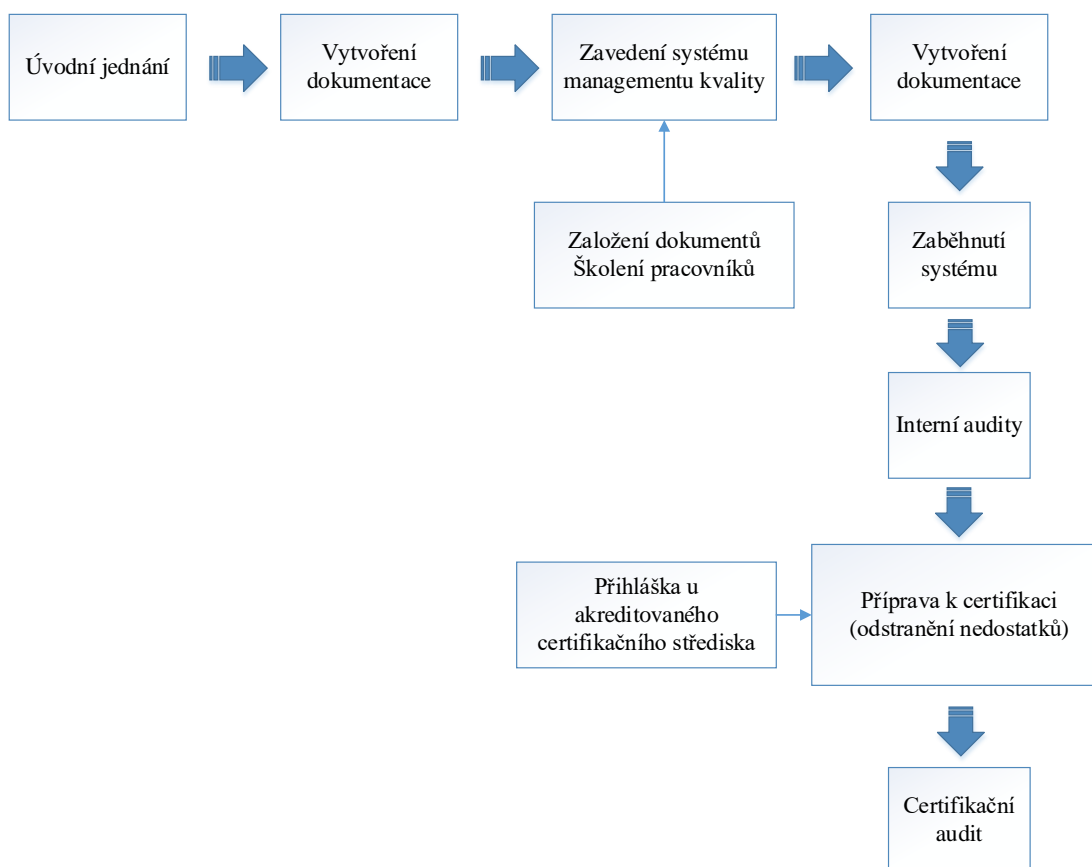 Úvodní jednání
Vytvoření
dokumentace
Zavedení systému
managementu kvality
Vytvoření
dokumentace
Založení dokumentů
Školení pracovníků
Zaběhnutí
systému
Interní audity
Přihláška u
akreditovaného
certifikačního střediska
Příprava k certifikaci
(odstranění nedostatků)
Certifikační
audit